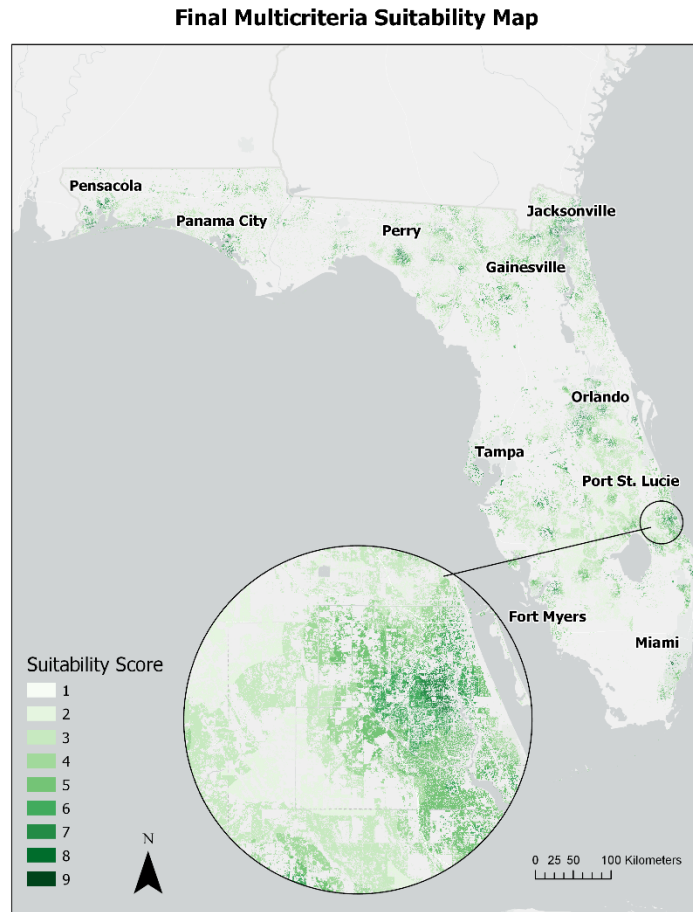 Final Multicriteria Suitability Map
Pensacola
Panama City
Perry
Jacksonville
Gainesville
Orlando
Tampa
Port St. Lucie
Fort Myers
Miami
Suitability Score
1
2
3
4
5
6
7
8
9
N
0 25 50 100 Kilometers